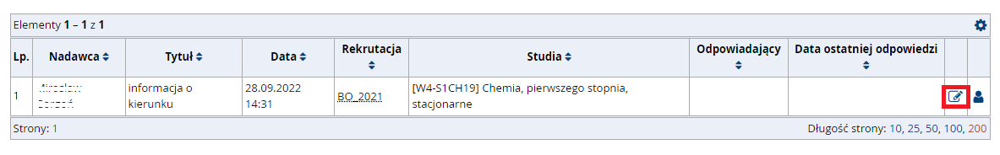 Elementy 1 – 1 z 1
Lp. Nadawca Tytuł Data Rekrutacja Studia Odpowiadający Data ostatniej odpowiedzi
1 informacja o kierunku 28.09.2022 14:31 BO_2021 [W4-S1CH19] Chemia, pierwszego stopnia, stacjonarne
Strony: 1 Długość strony: 10, 25, 50, 100, 200